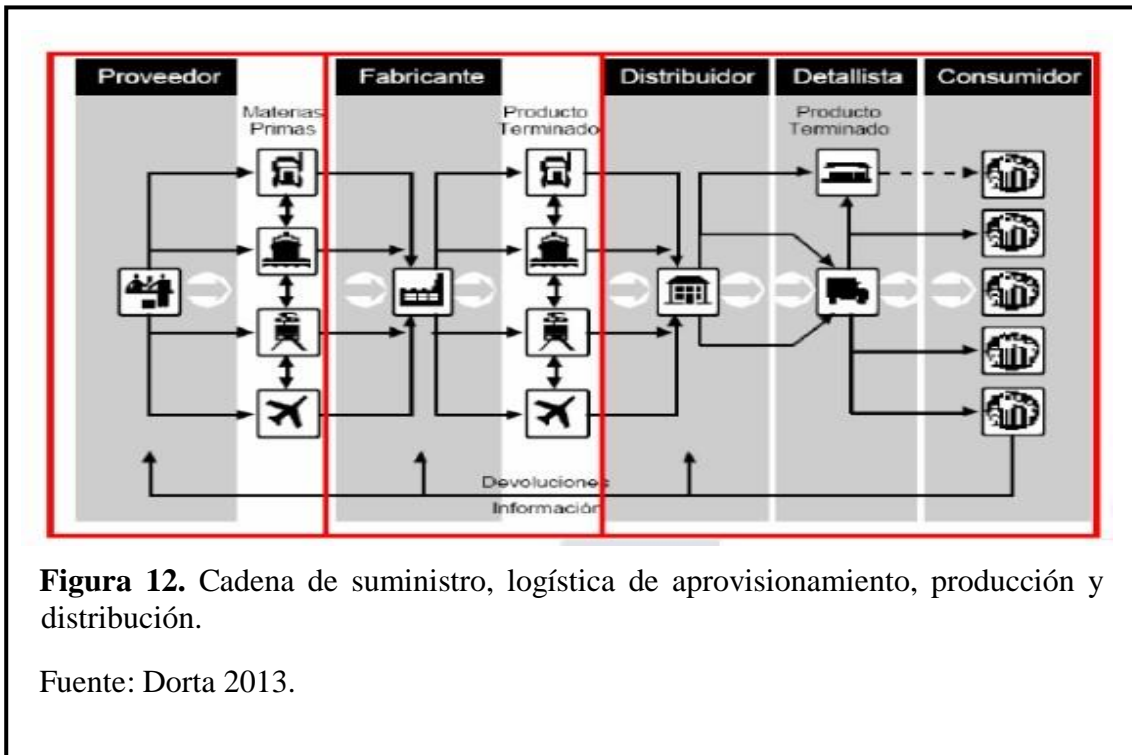 Proveedor
Fabricante
Distribuidor
Detallista
Consumidor
Materias
Primas
Producto
Terminado
Producto
Terminado
Devoluciones
Información
Figura 12. Cadena de suministro, logística de aprovisionamiento, producción y
distribución.
Fuente: Dorta 2013.